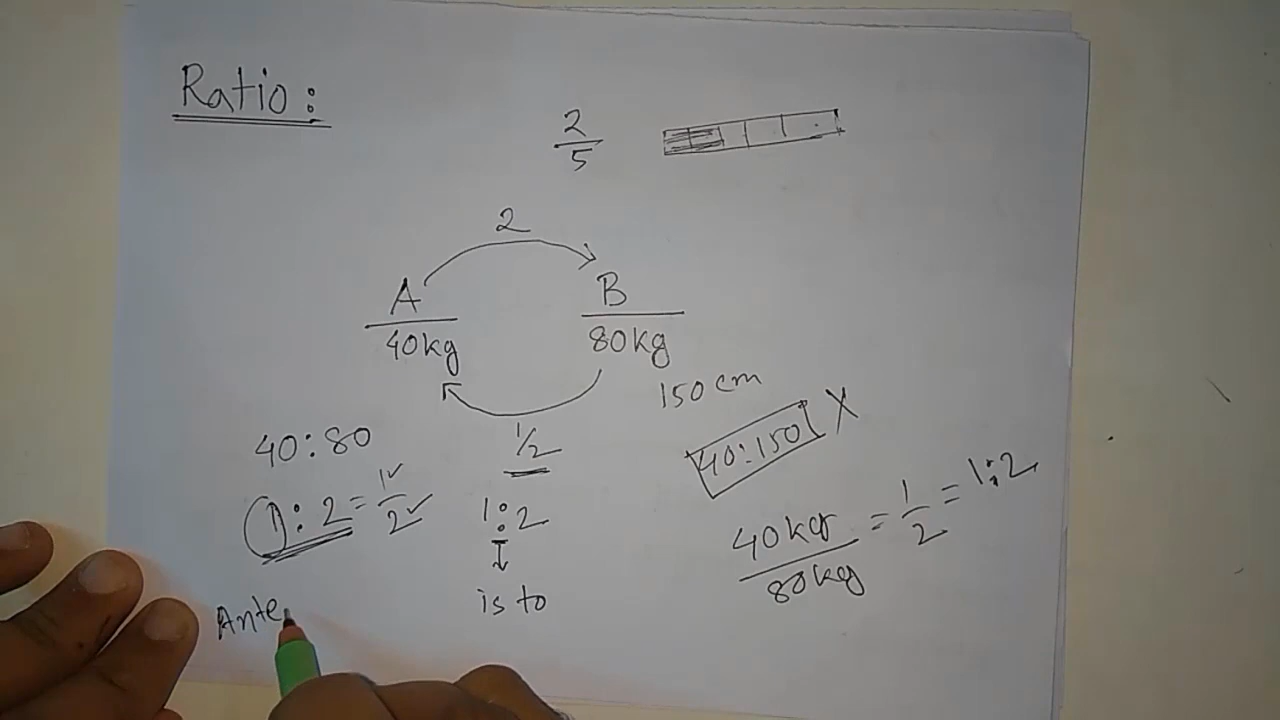 Ratio:
2/5
2
A B
40kg 80kg
150 cm
40:80 1/2 40:150 X
1:2 = 1/2 1:2 40kg/80kg = 1/2 = 1:2
Ante is to